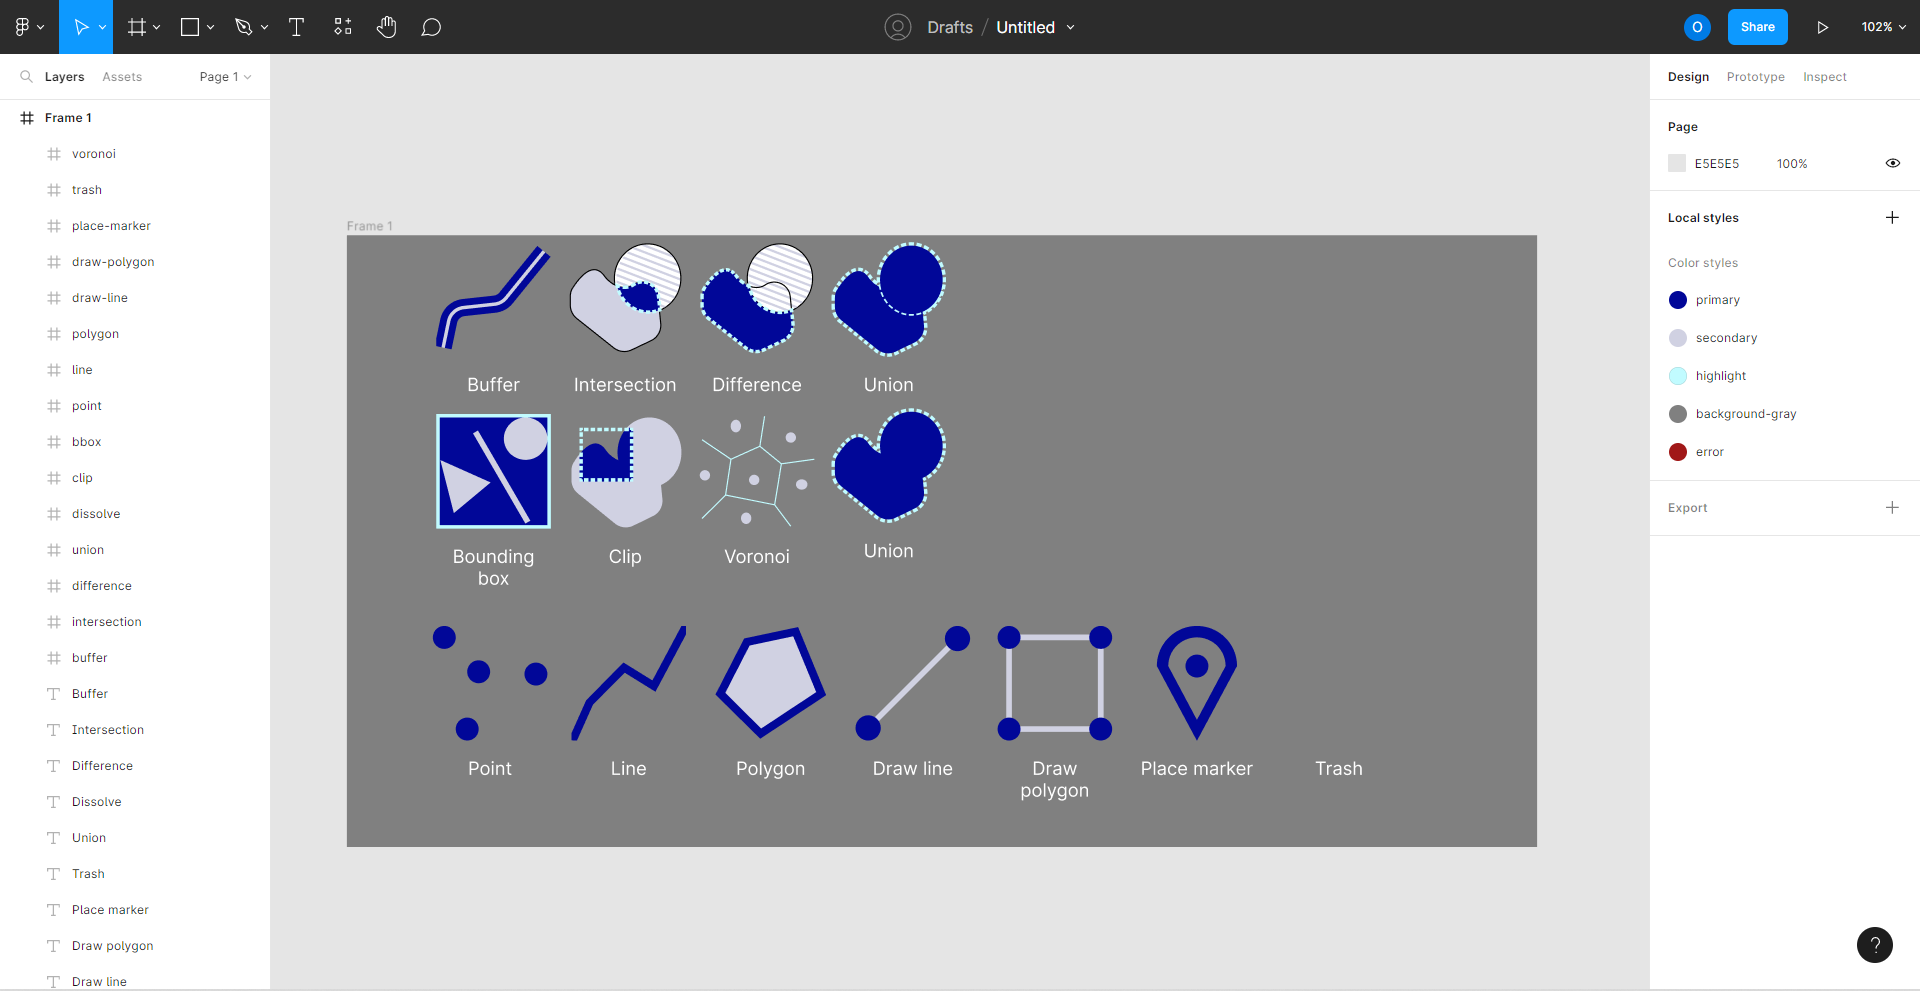 Drafts / Untitled
O
Share
102%
Layers
Assets
Page 1
Frame 1
voronoi
trash
place-marker
draw-polygon
draw-line
polygon
line
point
bbox
clip
dissolve
union
difference
intersection
buffer
Buffer
Intersection
Difference
Dissolve
Union
Trash
Place marker
Draw polygon
Draw line
Frame 1
Buffer
Intersection
Difference
Union
Bounding
box
Clip
Voronoi
Union
Point
Line
Polygon
Draw line
Draw
polygon
Place marker
Trash
Design
Prototype
Inspect
Page
E5E5E5
100%
Local styles
Color styles
primary
secondary
highlight
background-gray
error
Export
?